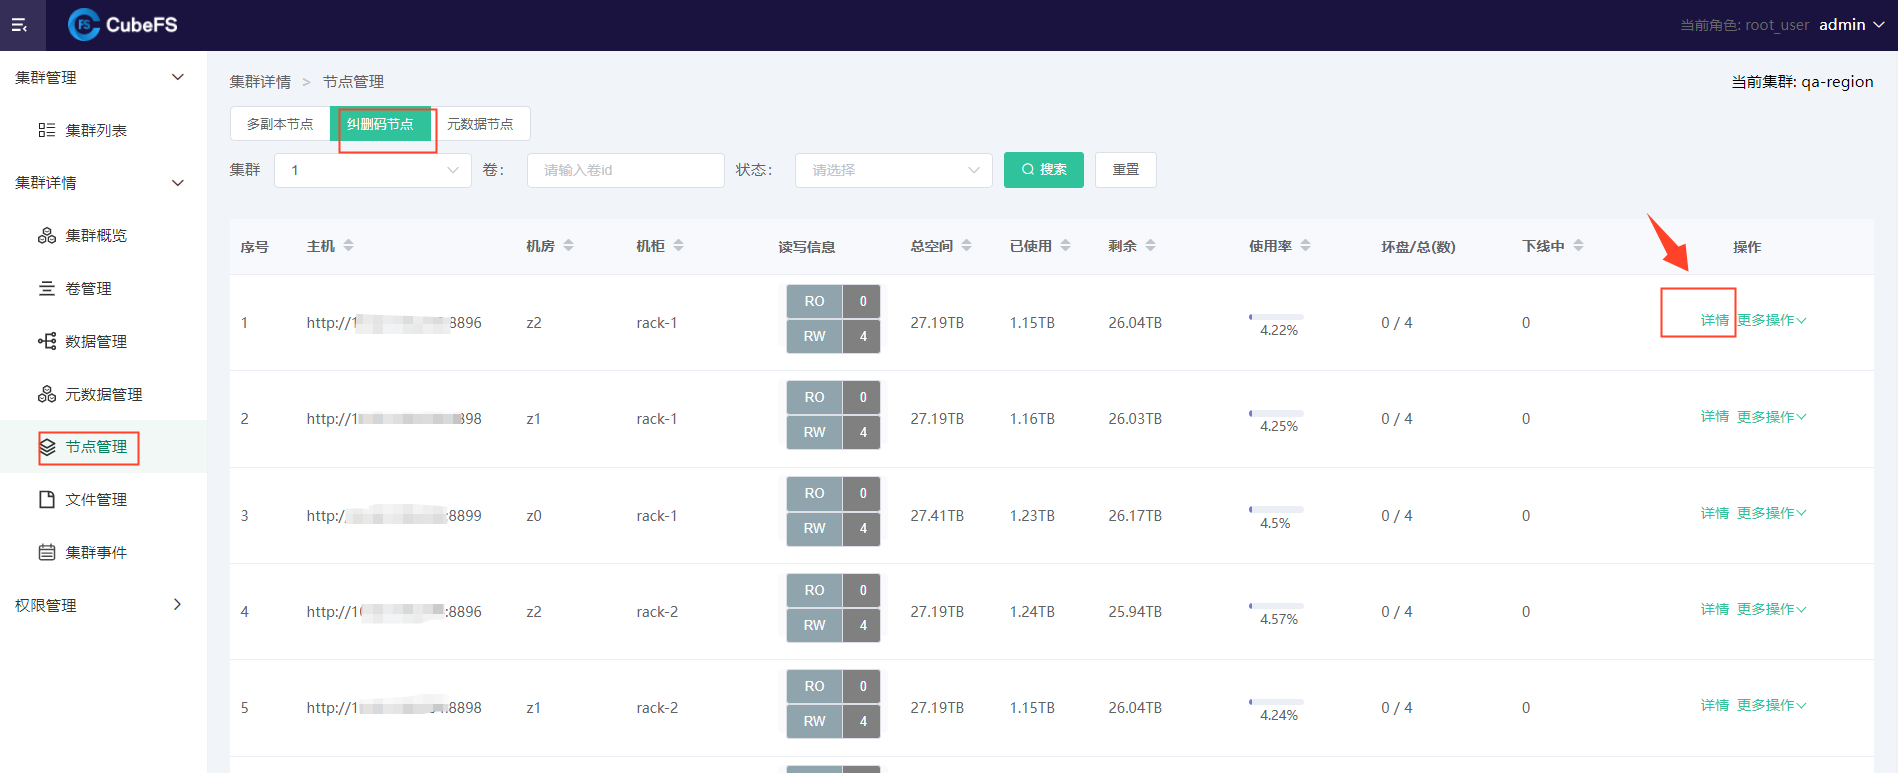 CubeFS
当前角色: root_user admin
集群管理
集群列表
集群详情
集群概览
卷管理
数据管理
元数据管理
节点管理
文件管理
集群事件
权限管理
集群详情 > 节点管理
当前集群: qa-region
多副本节点 纠删码节点 元数据节点
集群 1 卷: 请输入卷id 状态: 请选择 搜索 重置
序号 主机 机房 机柜 读写信息 总空间 已使用 剩余 使用率 坏盘/总(数) 下线中 操作
1 http://1 8896 z2 rack-1 RO 0 RW 4 27.19TB 1.15TB 26.04TB 4.22% 0 / 4 0 详情 更多操作
2 http://1 898 z1 rack-1 RO 0 RW 4 27.19TB 1.16TB 26.03TB 4.25% 0 / 4 0 详情 更多操作
3 http:// :8899 z0 rack-1 RO 0 RW 4 27.41TB 1.23TB 26.17TB 4.5% 0 / 4 0 详情 更多操作
4 http://1 :8896 z2 rack-2 RO 0 RW 4 27.19TB 1.24TB 25.94TB 4.57% 0 / 4 0 详情 更多操作
5 http://1 :8898 z1 rack-2 RO 0 RW 4 27.19TB 1.15TB 26.04TB 4.24% 0 / 4 0 详情 更多操作